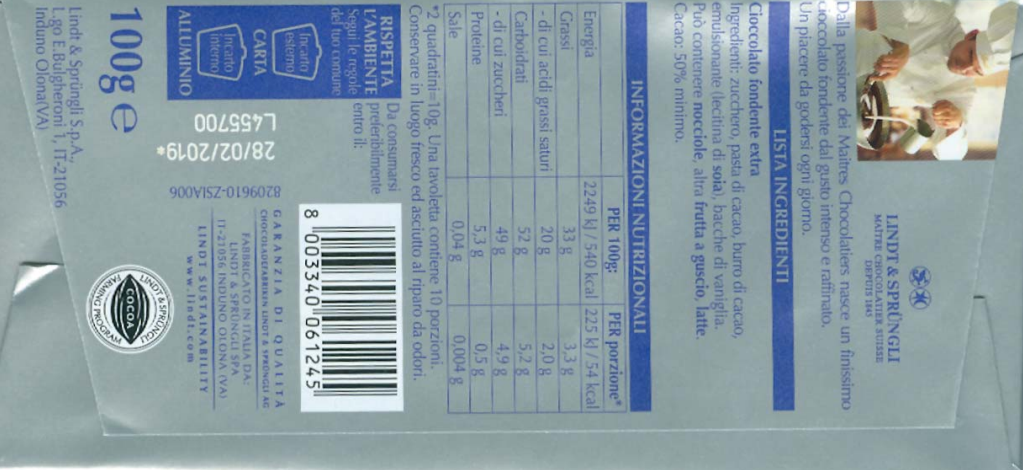 LINDT & SPRÜNGLI
MAÎTRE CHOCOLATIER SUISSE
DEPUIS 1845
Dalla passione dei Maîtres Chocolatiers nasce un finissimo
cioccolato fondente dal gusto intenso e raffinato.
Un piacere da godersi ogni giorno.
LISTA INGREDIENTI
Cioccolato fondente extra
Ingredienti: zucchero, pasta di cacao, burro di cacao,
emulsionante (lecitina di soia), bacche di vaniglia.
Può contenere nocciole, altra frutta a guscio, latte.
Cacao: 50% minimo.
INFORMAZIONI NUTRIZIONALI
PER 100g: PER porzione*
Energia 2249 kJ / 540 kcal 225 kJ / 54 kcal
Grassi 33 g 3,3 g
- di cui acidi grassi saturi 20 g 2,0 g
Carboidrati 52 g 5,2 g
- di cui zuccheri 49 g 4,9 g
Proteine 5,3 g 0,5 g
Sale 0,04 g 0,004 g
*2 quadratini=10g. Una tavoletta contiene 10 porzioni.
Conservare in luogo fresco ed asciutto al riparo da odori.
RISPETTA
L'AMBIENTE
Segui le regole
del tuo comune
Incarto
esterno
CARTA
Incarto
interno
ALLUMINIO
Da consumarsi
preferibilmente
entro il:
28/02/2019*
L455700
8209610-ZSIA006
8 003340 061245
GARANZIA DI QUALITÀ
CHOCOLADEFABRIKEN LINDT & SPRÜNGLI AG
FABBRICATO IN ITALIA DA:
LINDT & SPRÜNGLI SPA
IT-21056 INDUNO OLONA (VA)
LINDT SUSTAINABILITY
www.lindt.com
100g e
Lindt & Sprüngli S.p.A.,
L.go E.Bulgheroni 1, IT-21056
Induno Olona(VA)
LINDT & SPRÜNGLI
COCOA
FARMING PROGRAM